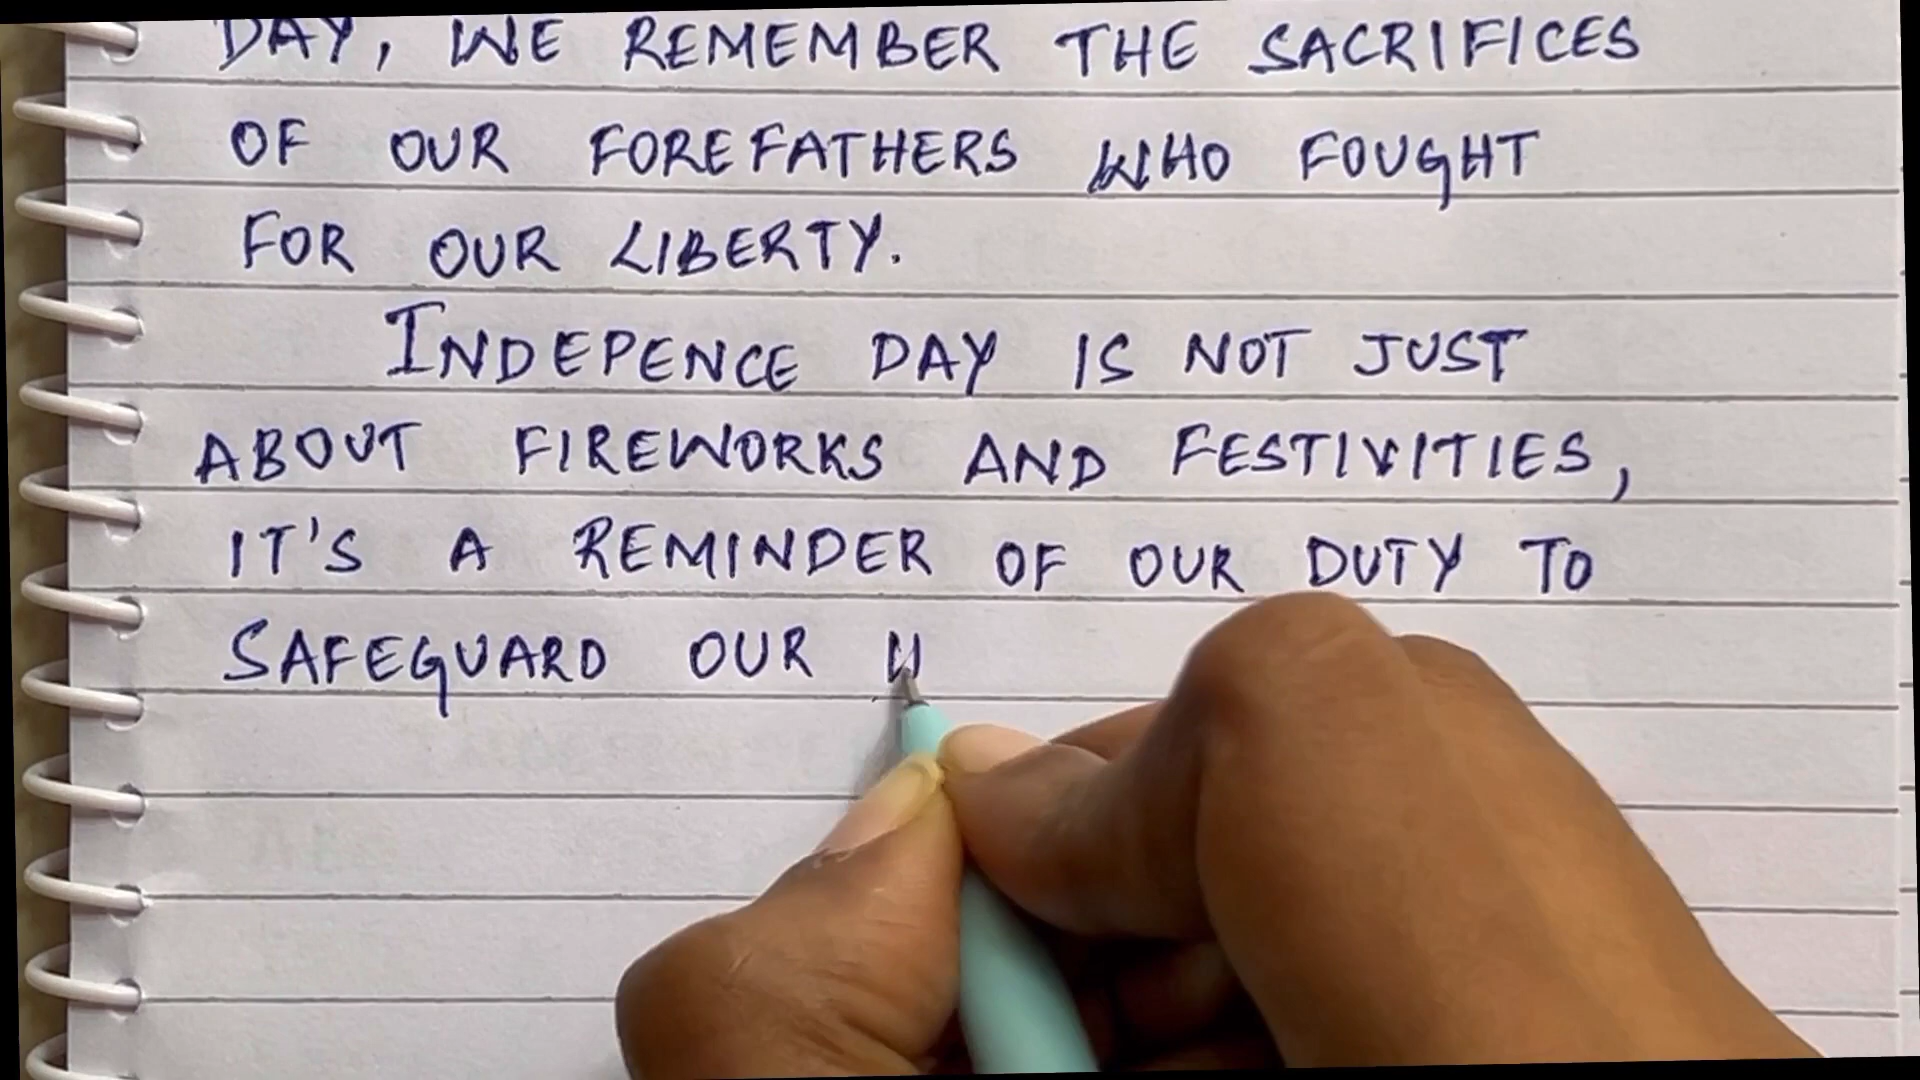 DAY, WE REMEMBER THE SACRIFICES
OF OUR FOREFATHERS WHO FOUGHT
FOR OUR LIBERTY.
INDEPENCE DAY IS NOT JUST
ABOUT FIREWORKS AND FESTIVITIES,
IT'S A REMINDER OF OUR DUTY TO
SAFEGUARD OUR